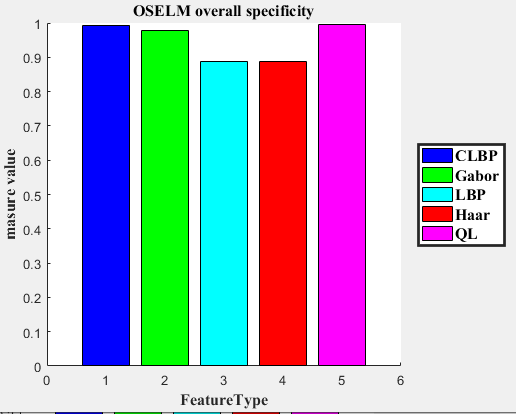 OSELM overall specificity
1
0.9
0.8
0.7
0.6
0.5
0.4
0.3
0.2
0.1
0
masure value
0 1 2 3 4 5 6
FeatureType
CLBP
Gabor
LBP
Haar
QL